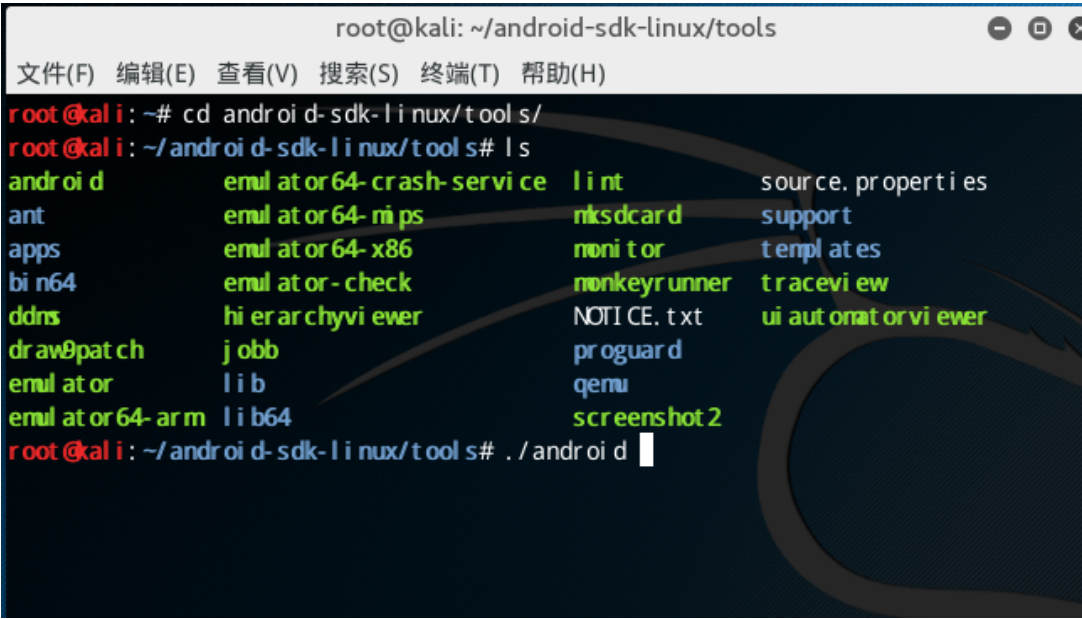 root@kali: ~/android-sdk-linux/tools
文件(F) 编辑(E) 查看(V) 搜索(S) 终端(T) 帮助(H)
root@kali:~# cd android-sdk-linux/tools/
root@kali:~/android-sdk-linux/tools# ls
android emulator64-crash-service lint source.properties
ant emulator64-mips mksdcard support
apps emulator64-x86 monitor templates
bin64 emulator-check monkeyrunner traceview
ddms hierarchyviewer NOTICE.txt uiautomatorviewer
draw9patch jobb proguard
emulator lib qemu
emulator64-arm lib64 screenshot2
root@kali:~/android-sdk-linux/tools# ./android